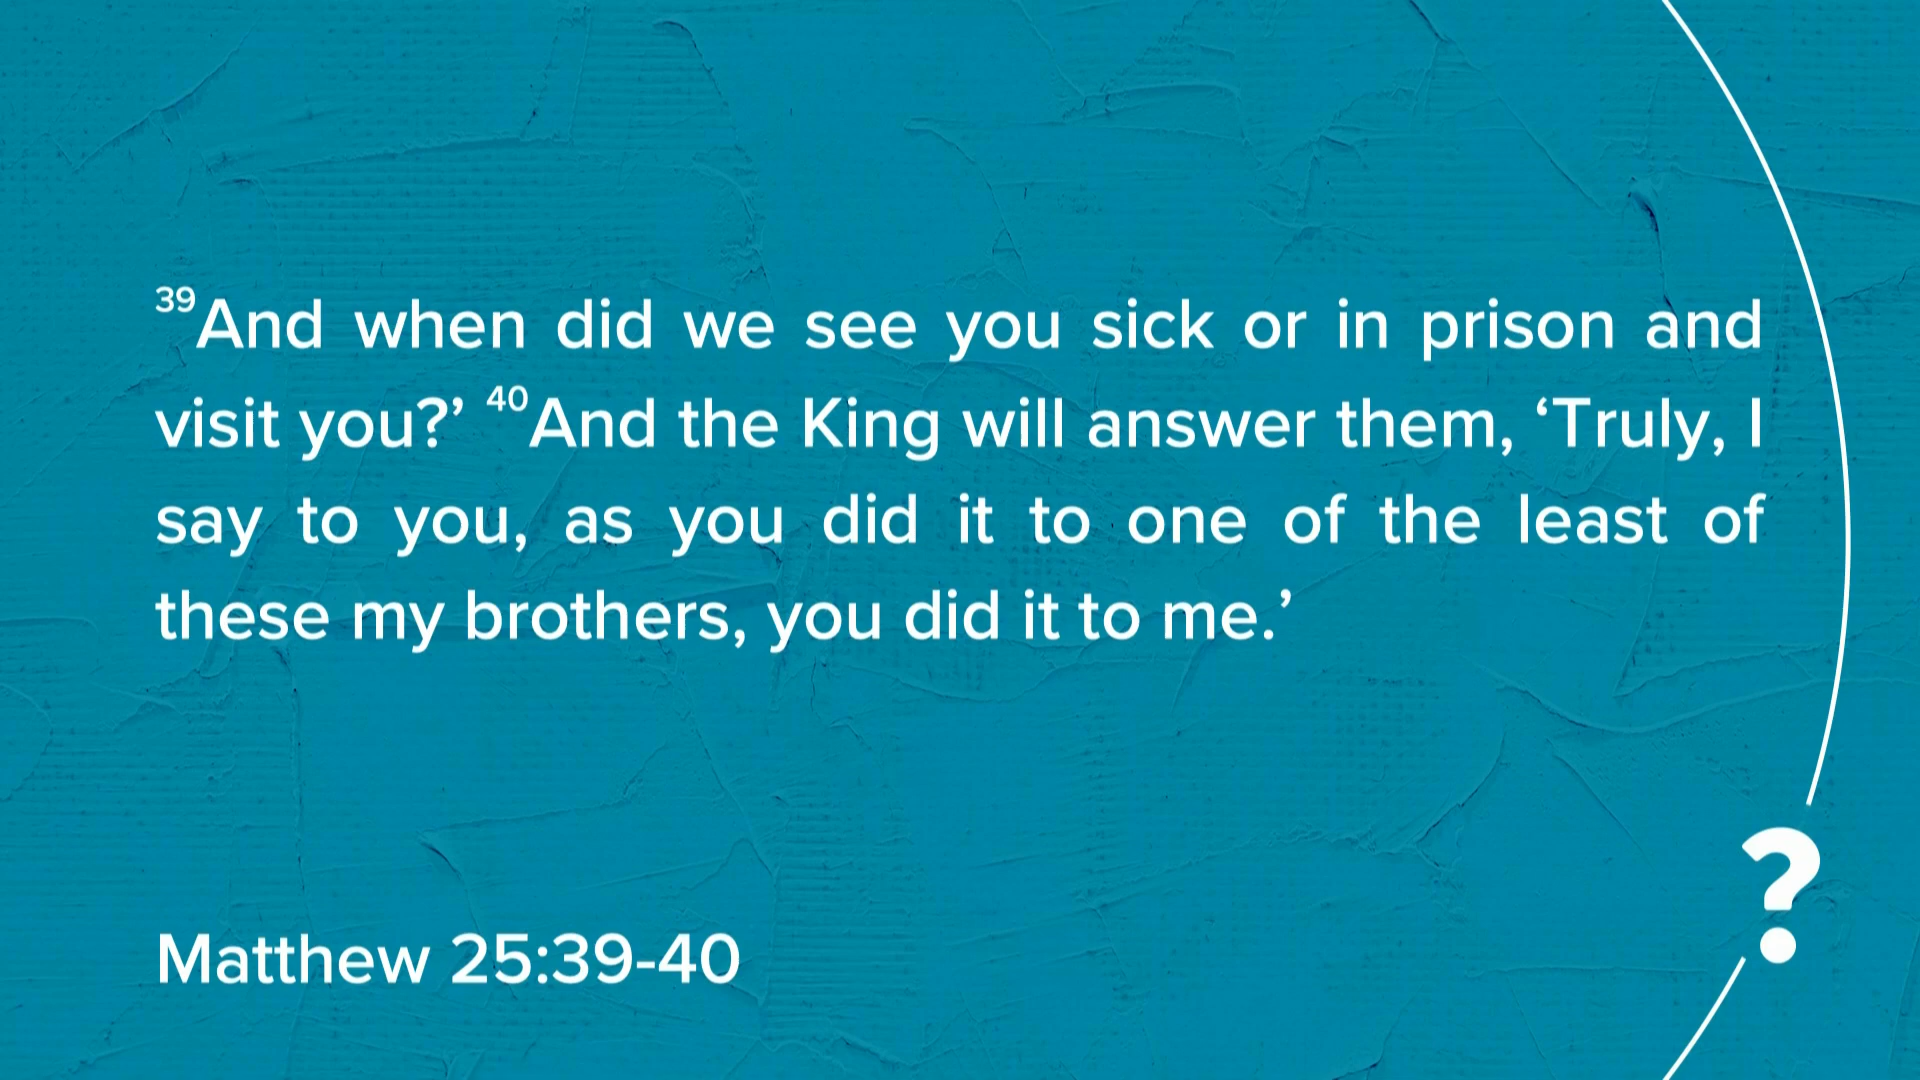 ³⁹And when did we see you sick or in prison and
visit you?’ ⁴⁰And the King will answer them, ‘Truly, I
say to you, as you did it to one of the least of
these my brothers, you did it to me.’
?
Matthew 25:39-40